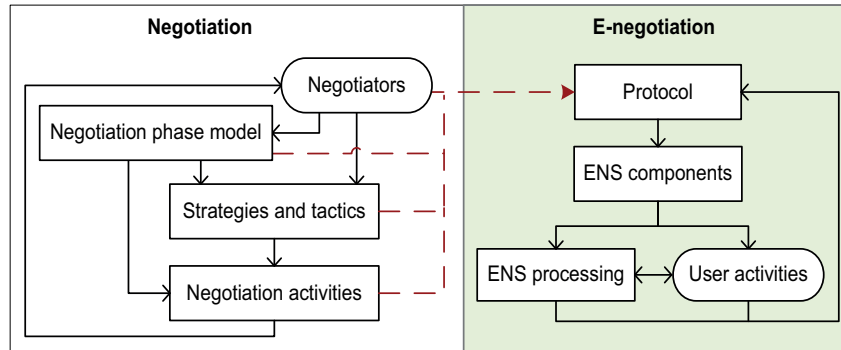 Negotiation
E-negotiation
Negotiators
Protocol
Negotiation phase model
ENS components
Strategies and tactics
ENS processing
User activities
Negotiation activities